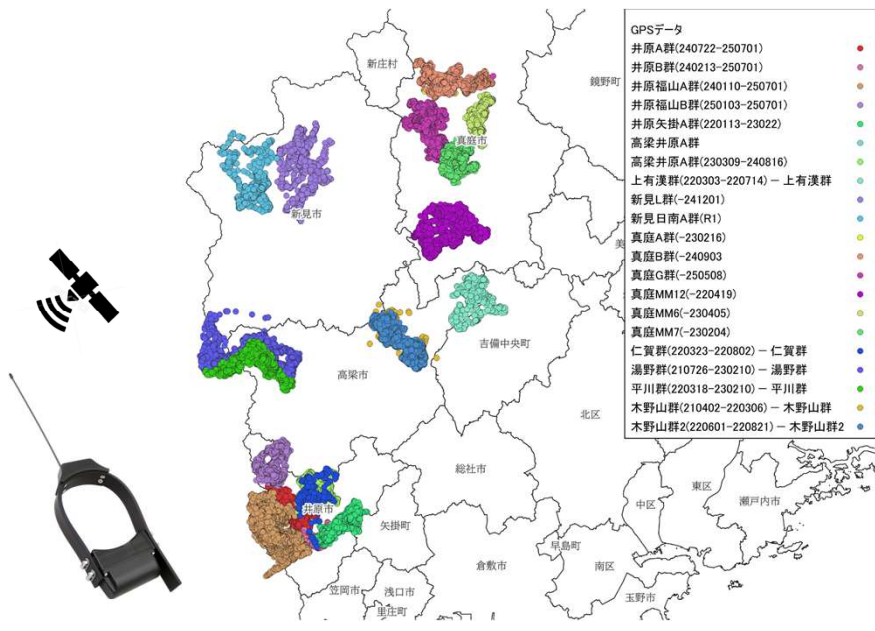 GPSデータ
井原A群(240722-250701)
井原B群(240213-250701)
井原福山A群(240110-250701)
井原福山B群(250103-250701)
井原矢掛A群(220113-23022)
高梁井原A群
高梁井原A群(230309-240816)
上有漢群(220303-220714) − 上有漢群
新見L群(-241201)
新見日南A群(R1)
真庭A群(-230216)
真庭B群(-240903
真庭G群(-250508)
真庭MM12(-220419)
真庭MM6(-230405)
真庭MM7(-230204)
仁賀群(220323-220802) − 仁賀群
湯野群(210726-230210) − 湯野群
平川群(220318-230210) − 平川群
木野山群(210402-220306) − 木野山群
木野山群2(220601-220821) − 木野山群2
新庄村
鏡野町
真庭市
新見市
美
吉備中央町
高梁市
北区
総社市
東区
中区
瀬戸内市
井原市
矢掛町
早島町
倉敷市
南区
笠岡市
浅口市
里庄町
玉野市